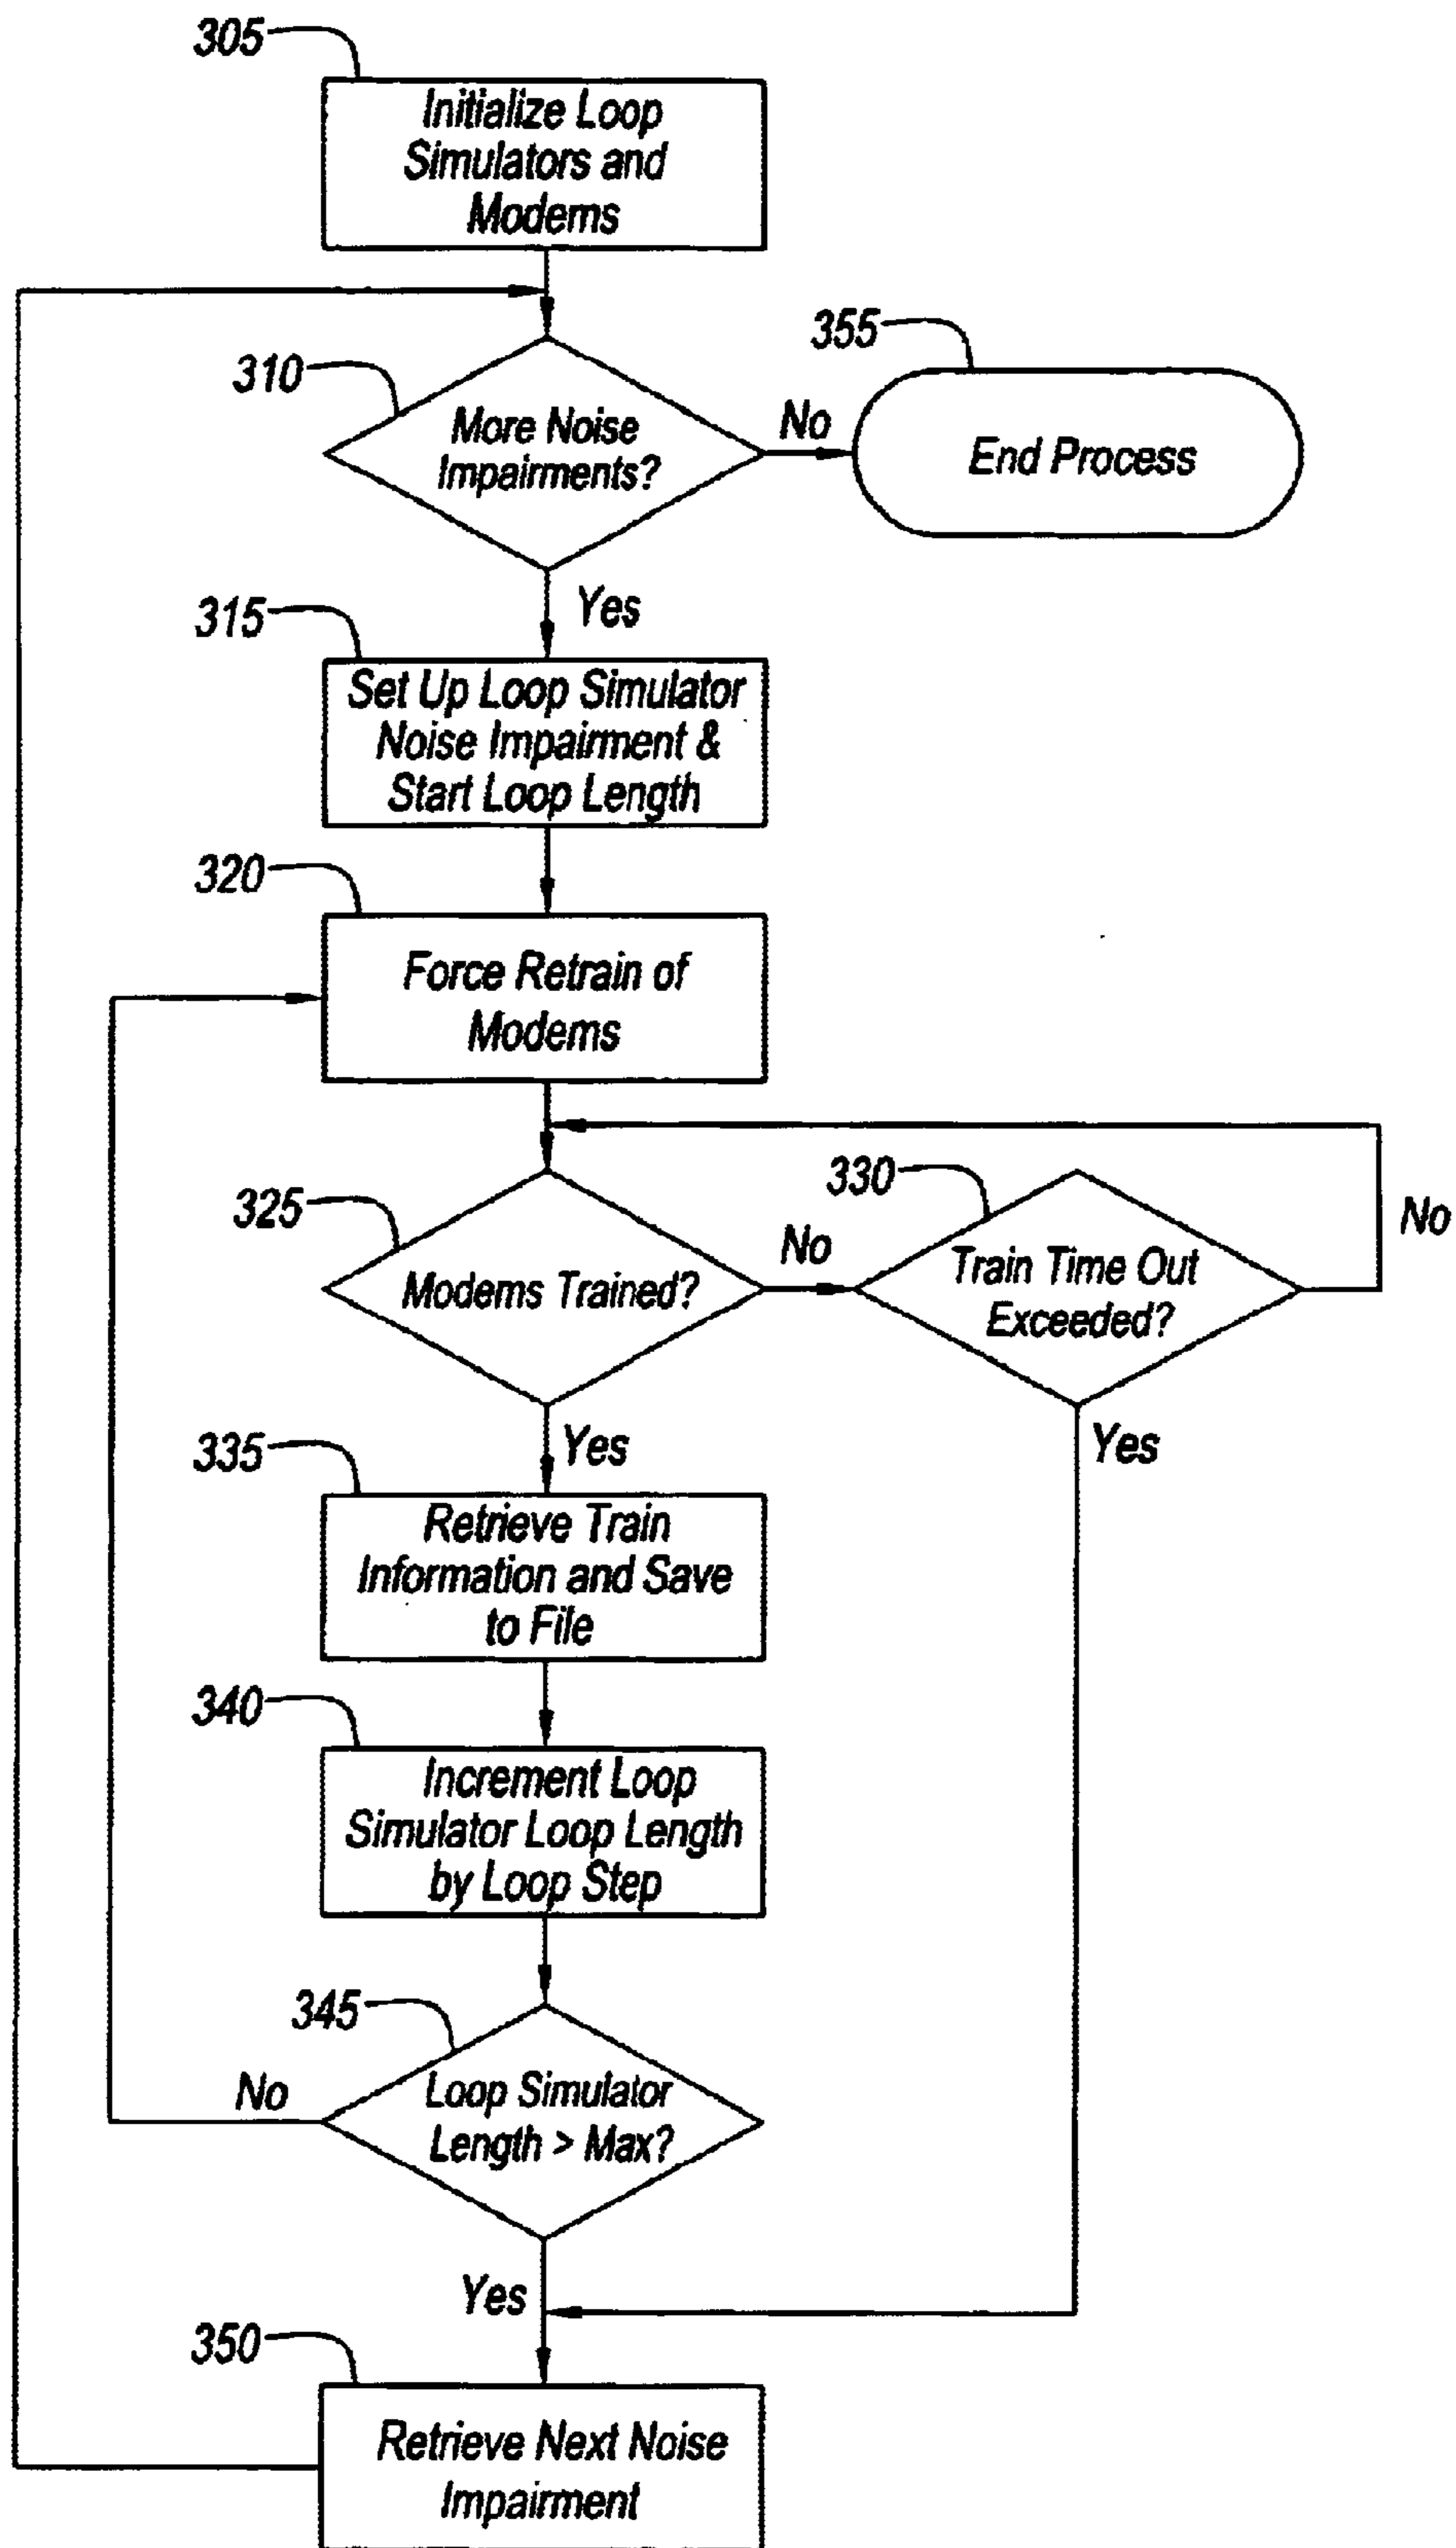 305
Initialize Loop
Simulators and
Modems
310
More Noise
Impairments?
No
355
End Process
Yes
315
Set Up Loop Simulator
Noise Impairment &
Start Loop Length
320
Force Retrain of
Modems
325
Modems Trained?
No
330
Train Time Out
Exceeded?
No
Yes
Yes
335
Retrieve Train
Information and Save
to File
340
Increment Loop
Simulator Loop Length
by Loop Step
345
Loop Simulator
Length > Max?
No
Yes
350
Retrieve Next Noise
Impairment